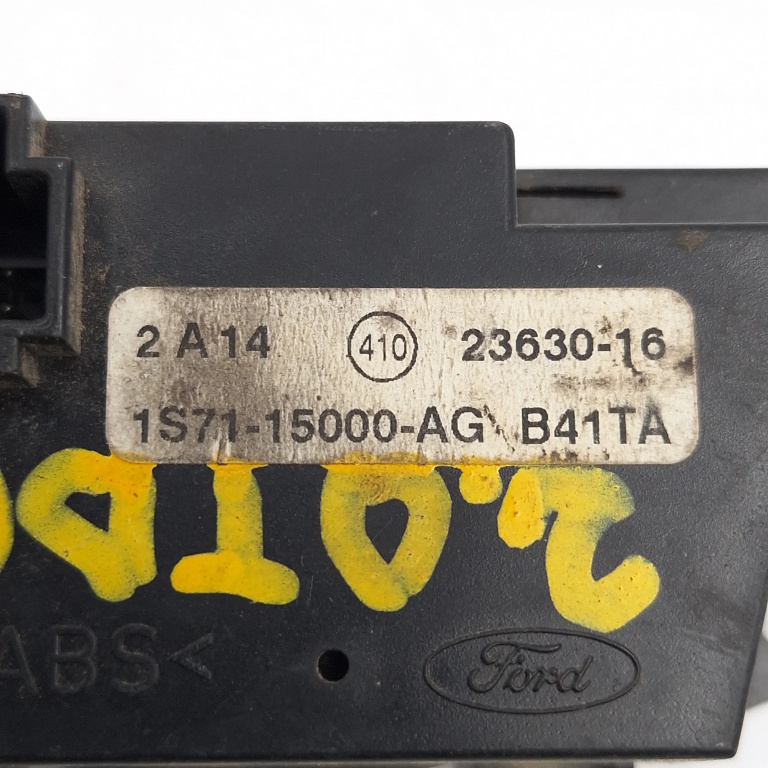 2 A 14 410 23630-16
1S71-15000-AG B41TA
2.0TD
ABS<
Ford